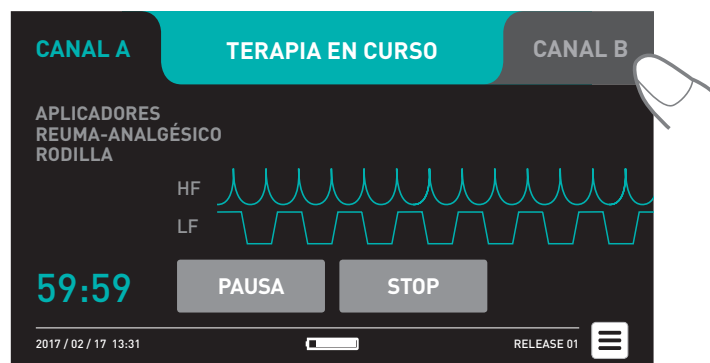 CANAL A
TERAPIA EN CURSO
CANAL B
APLICADORES
REUMA-ANALGÉSICO
RODILLA
HF
LF
59:59
PAUSA
STOP
2017 / 02 / 17 13:31
RELEASE 01